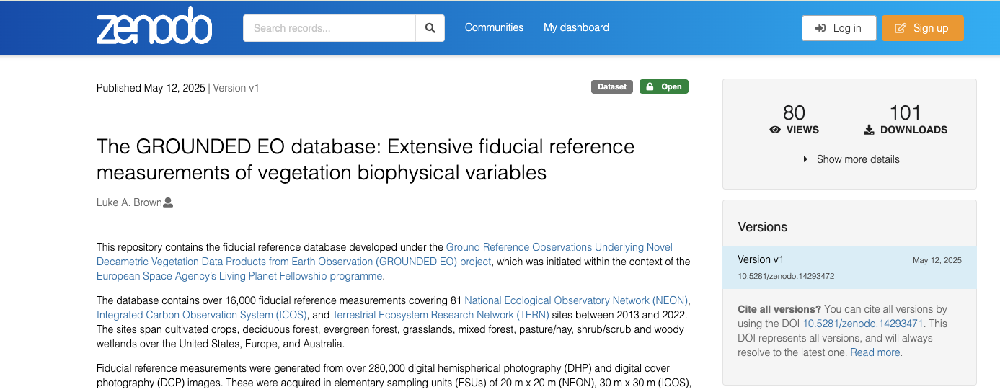 zenodo
Search records...
Communities
My dashboard
Log in
Sign up
Published May 12, 2025 | Version v1
Dataset
Open
The GROUNDED EO database: Extensive fiducial reference
measurements of vegetation biophysical variables
Luke A. Brown
This repository contains the fiducial reference database developed under the Ground Reference Observations Underlying Novel
Decametric Vegetation Data Products from Earth Observation (GROUNDED EO) project, which was initiated within the context of the
European Space Agency’s Living Planet Fellowship programme.
The database contains over 16,000 fiducial reference measurements covering 81 National Ecological Observatory Network (NEON),
Integrated Carbon Observation System (ICOS), and Terrestrial Ecosystem Research Network (TERN) sites between 2013 and 2022.
The sites span cultivated crops, deciduous forest, evergreen forest, grasslands, mixed forest, pasture/hay, shrub/scrub and woody
wetlands over the United States, Europe, and Australia.
Fiducial reference measurements were generated from over 280,000 digital hemispherical photography (DHP) and digital cover
photography (DCP) images. These were acquired in elementary sampling units (ESUs) of 20 m x 20 m (NEON), 30 m x 30 m (ICOS),
80
VIEWS
101
DOWNLOADS
Show more details
Versions
Version v1
May 12, 2025
10.5281/zenodo.14293472
Cite all versions? You can cite all versions by
using the DOI 10.5281/zenodo.14293471. This
DOI represents all versions, and will always
resolve to the latest one. Read more.